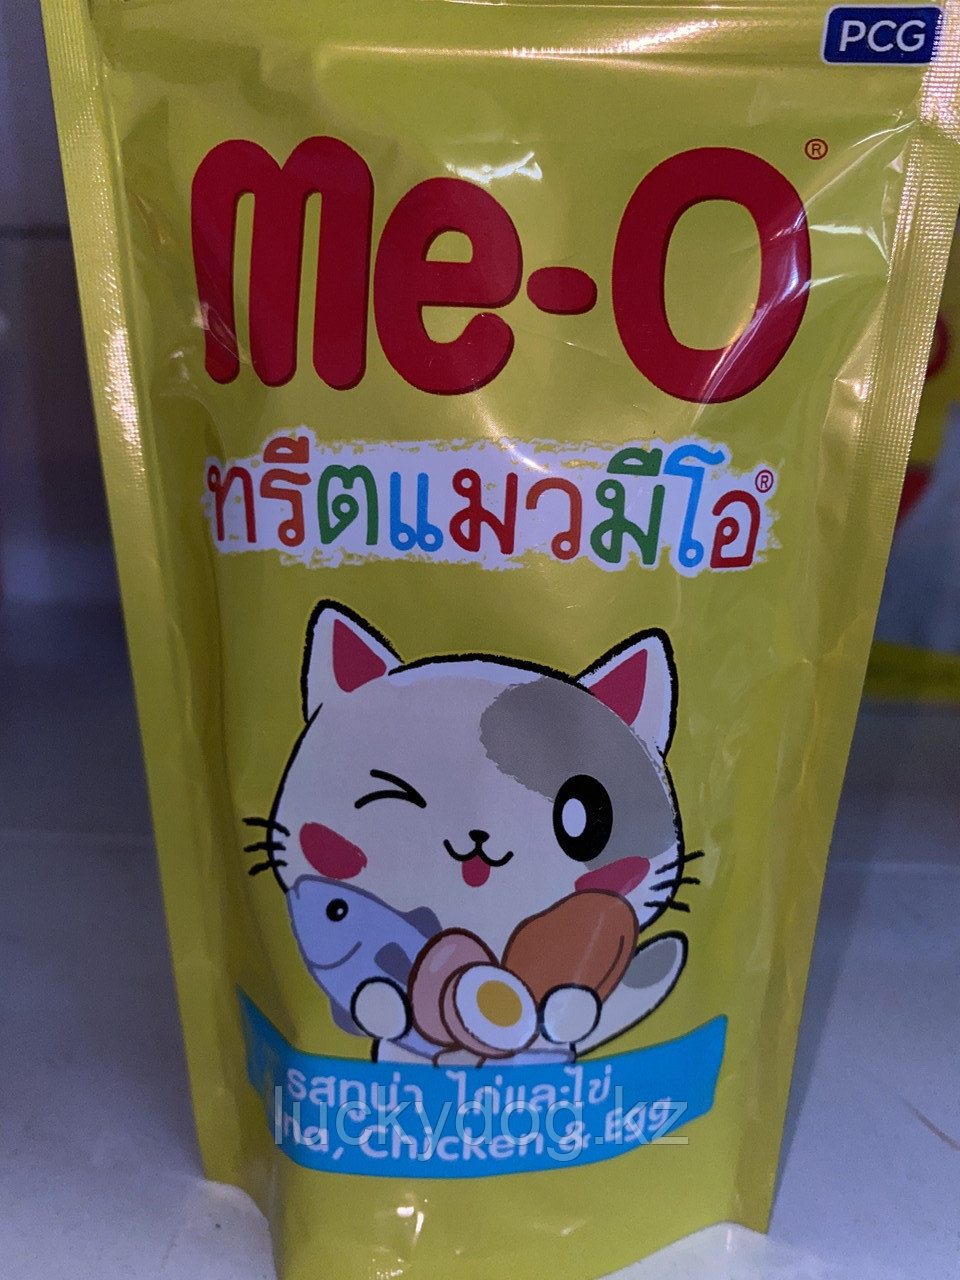 PCG
me-O®
ทรีตแมวมีโอ®
รสทูน่า ไก่และไข่
luckydog.kz
Chicken & Egg